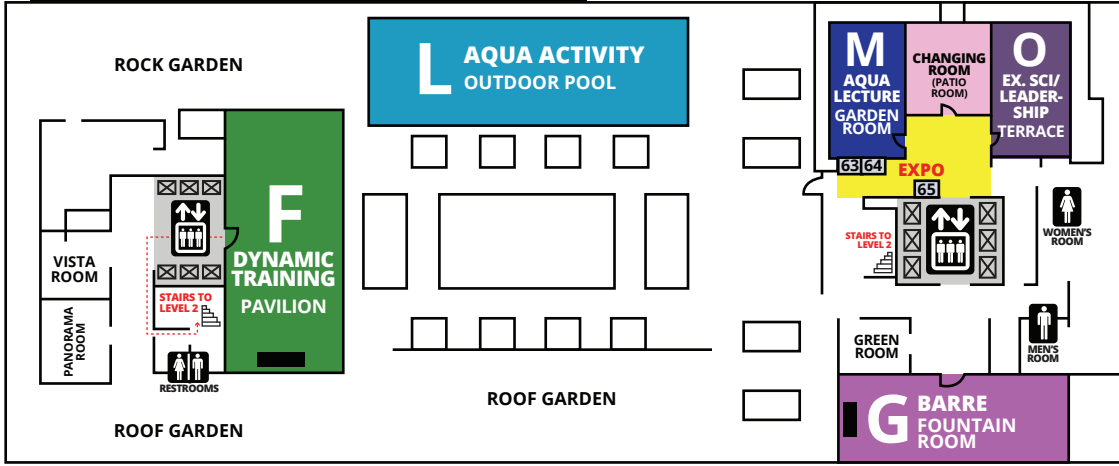 ROCK GARDEN
L
AQUA ACTIVITY
OUTDOOR POOL
M
AQUA
LECTURE
GARDEN
ROOM
CHANGING
ROOM
(PATIO
ROOM)
O
EX. SCI/
LEADER-
SHIP
TERRACE
63 64
EXPO
65
F
DYNAMIC
TRAINING
PAVILION
VISTA
ROOM
STAIRS TO
LEVEL 2
PANORAMA
ROOM
RESTROOMS
ROOF GARDEN
ROOF GARDEN
STAIRS TO
LEVEL 2
WOMEN'S
ROOM
GREEN
ROOM
MEN'S
ROOM
G
BARRE
FOUNTAIN
ROOM